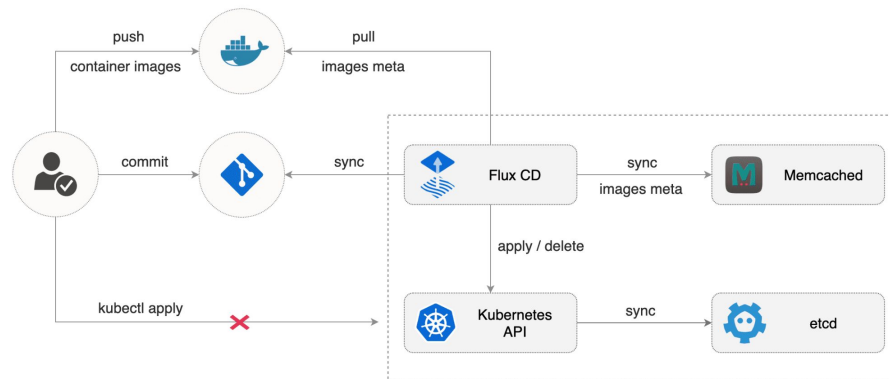 push
container images
pull
images meta
commit
sync
Flux CD
sync
images meta
Memcached
apply / delete
kubectl apply
Kubernetes
API
sync
etcd